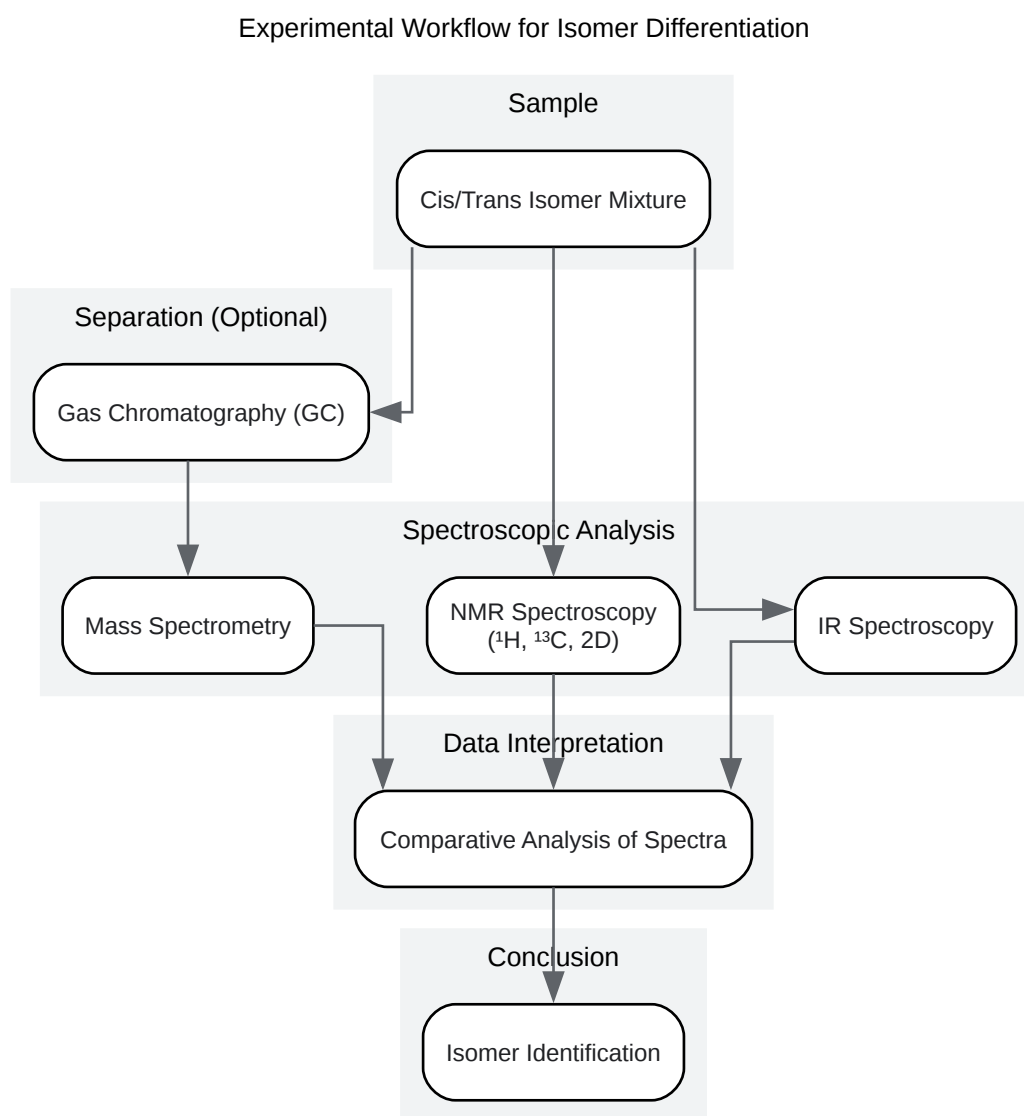 Experimental Workflow for Isomer Differentiation
Sample
Cis/Trans Isomer Mixture
Separation (Optional)
Gas Chromatography (GC)
Spectroscopic Analysis
Mass Spectrometry
NMR Spectroscopy
(¹H, ¹³C, 2D)
IR Spectroscopy
Data Interpretation
Comparative Analysis of Spectra
Conclusion
Isomer Identification